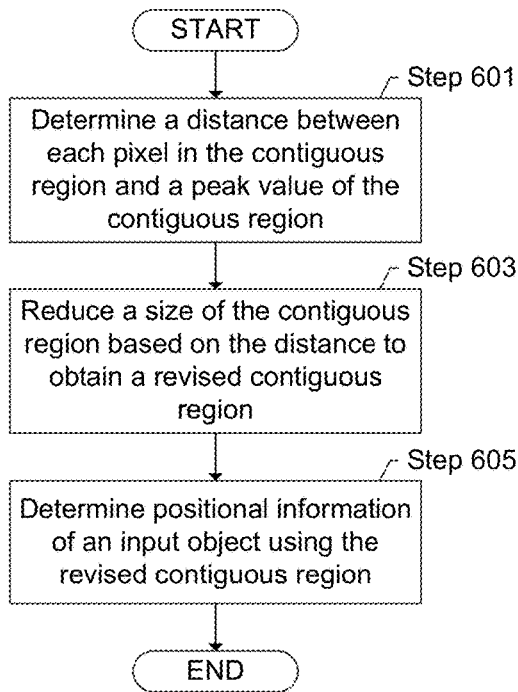 START
Step 601
Determine a distance between
each pixel in the contiguous
region and a peak value of the
contiguous region
Step 603
Reduce a size of the contiguous
region based on the distance to
obtain a revised contiguous
region
Step 605
Determine positional information
of an input object using the
revised contiguous region
END